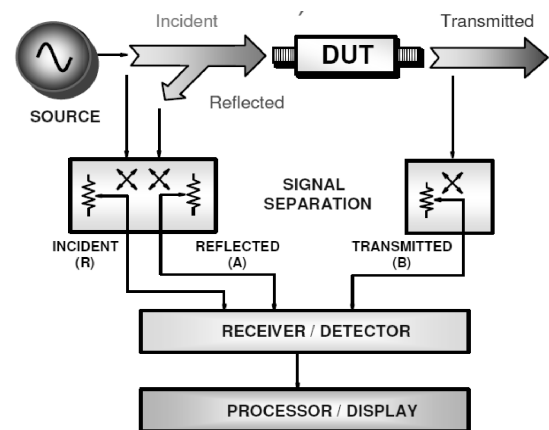 Incident
Transmitted
DUT
Reflected
SOURCE
SIGNAL
SEPARATION
INCIDENT
(R)
REFLECTED
(A)
TRANSMITTED
(B)
RECEIVER / DETECTOR
PROCESSOR / DISPLAY